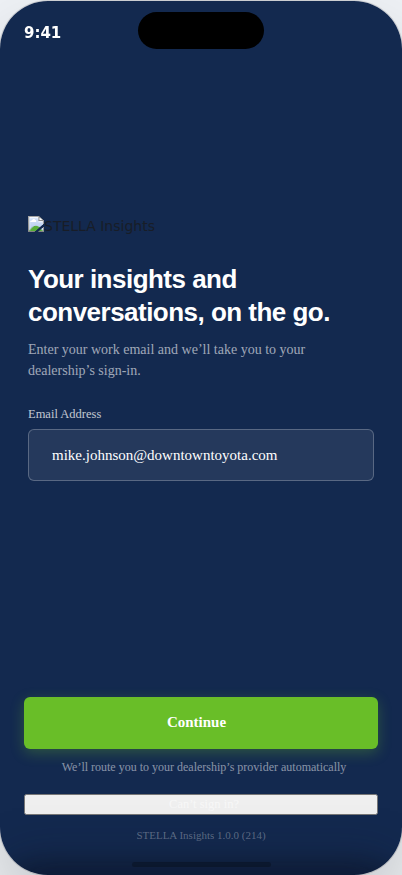 9:41
STELLA Insights
Your insights and
conversations, on the go.
Enter your work email and we’ll take you to your
dealership’s sign-in.
Email Address
mike.johnson@downtowntoyota.com
Continue
We’ll route you to your dealership’s provider automatically
Can’t sign in?
STELLA Insights 1.0.0 (214)